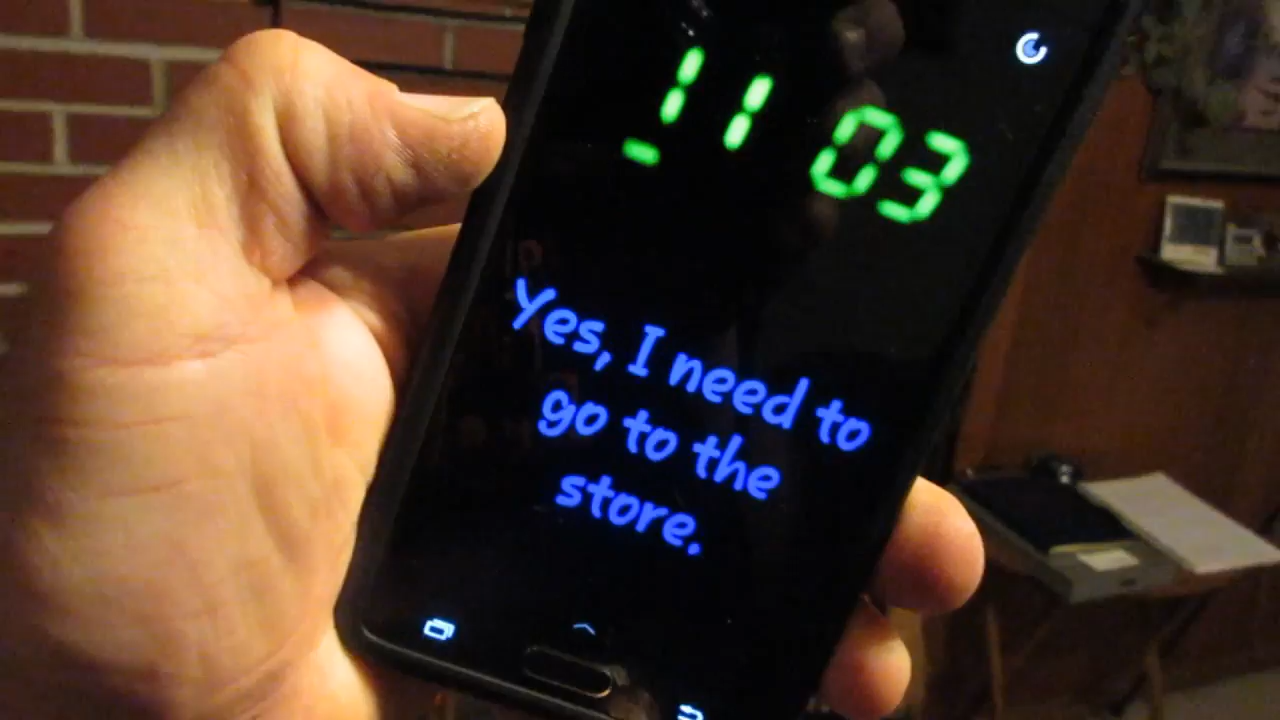 11 03
Yes, I need to
go to the
store.